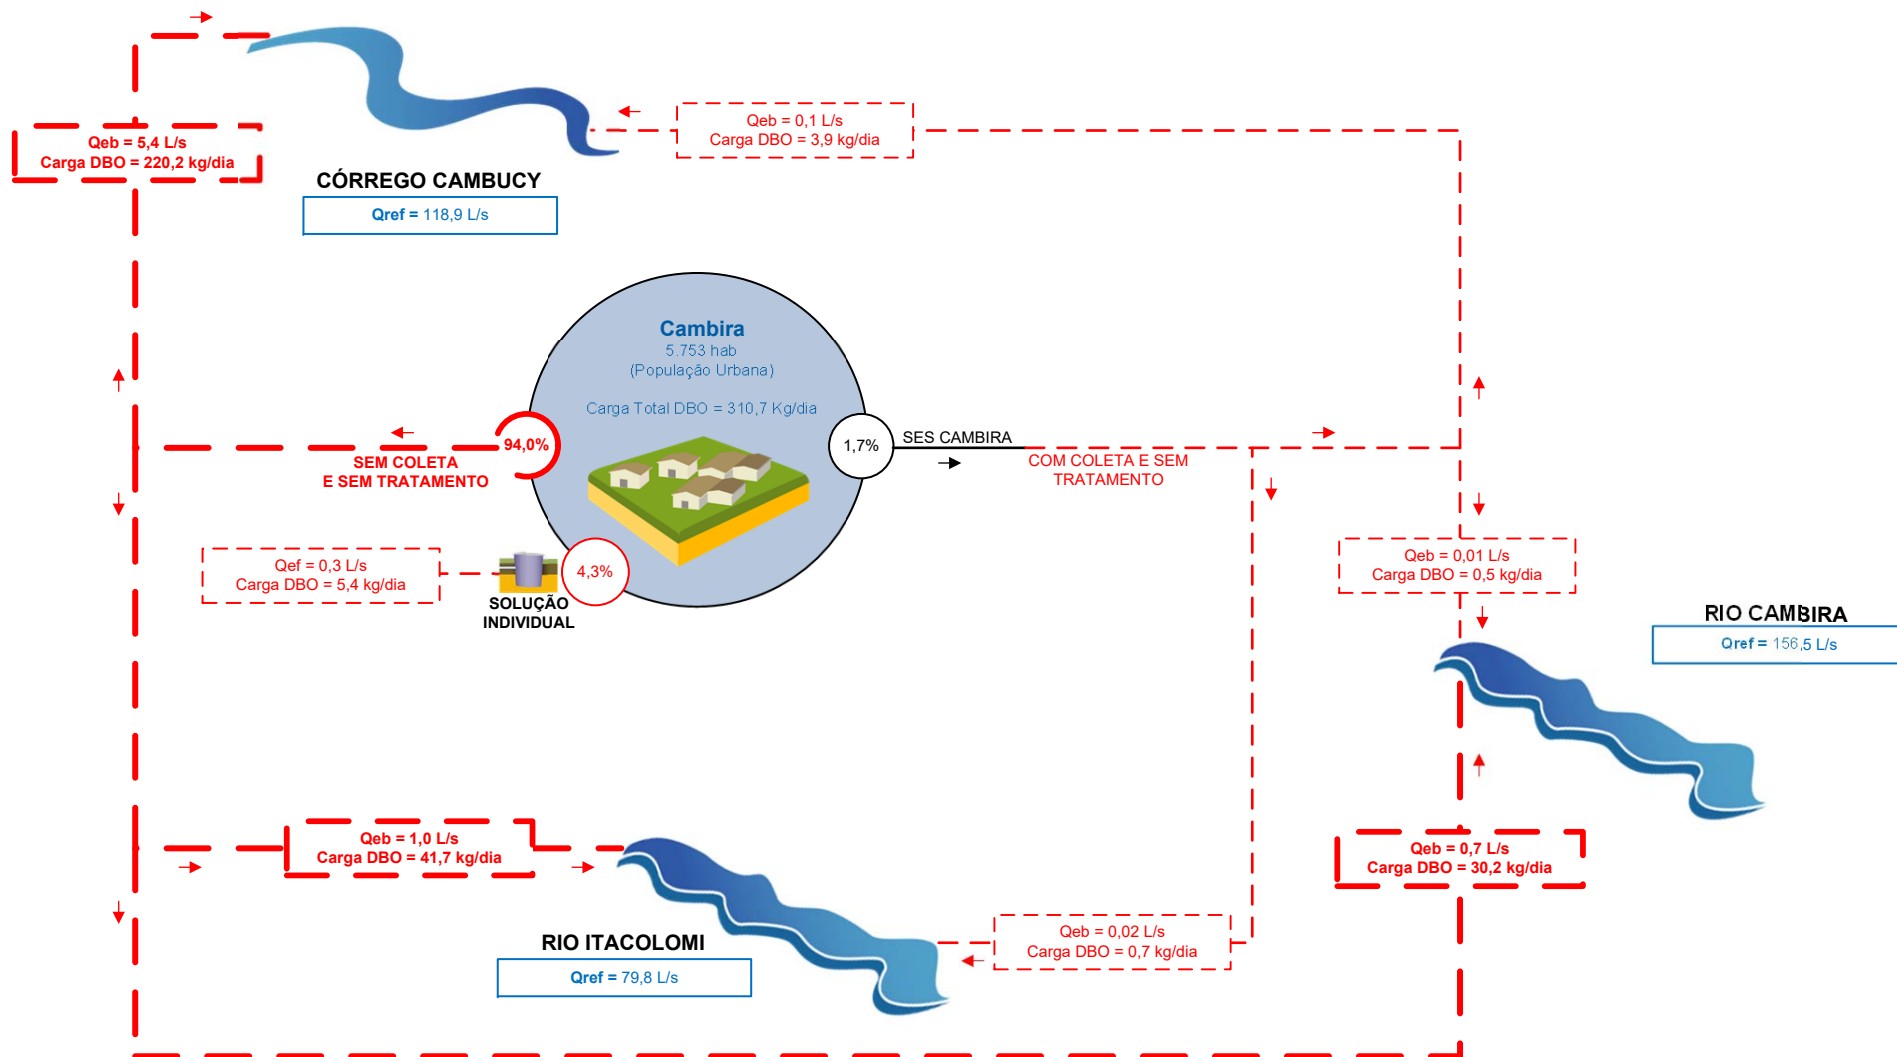 Qeb = 5,4 L/s
Carga DBO = 220,2 kg/dia
Qeb = 0,1 L/s
Carga DBO = 3,9 kg/dia
CÓRREGO CAMBUCY
Qref = 118,9 L/s
Cambira
5.753 hab
(População Urbana)
Carga Total DBO = 310,7 Kg/dia
94,0%
SEM COLETA
E SEM TRATAMENTO
1,7%
SES CAMBIRA
COM COLETA E SEM
TRATAMENTO
Qef = 0,3 L/s
Carga DBO = 5,4 kg/dia
4,3%
SOLUÇÃO
INDIVIDUAL
Qeb = 0,01 L/s
Carga DBO = 0,5 kg/dia
RIO CAMBIRA
Qref = 156,5 L/s
Qeb = 1,0 L/s
Carga DBO = 41,7 kg/dia
Qeb = 0,7 L/s
Carga DBO = 30,2 kg/dia
RIO ITACOLOMI
Qref = 79,8 L/s
Qeb = 0,02 L/s
Carga DBO = 0,7 kg/dia